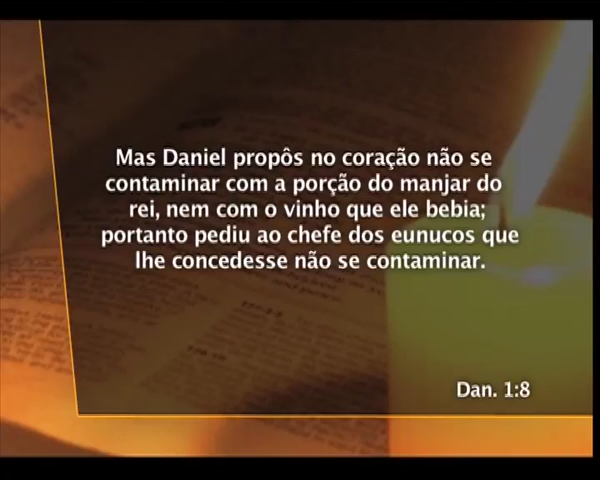 Mas Daniel propôs no coração não se
contaminar com a porção do manjar do
rei, nem com o vinho que ele bebia;
portanto pediu ao chefe dos eunucos que
lhe concedesse não se contaminar.
Dan. 1:8